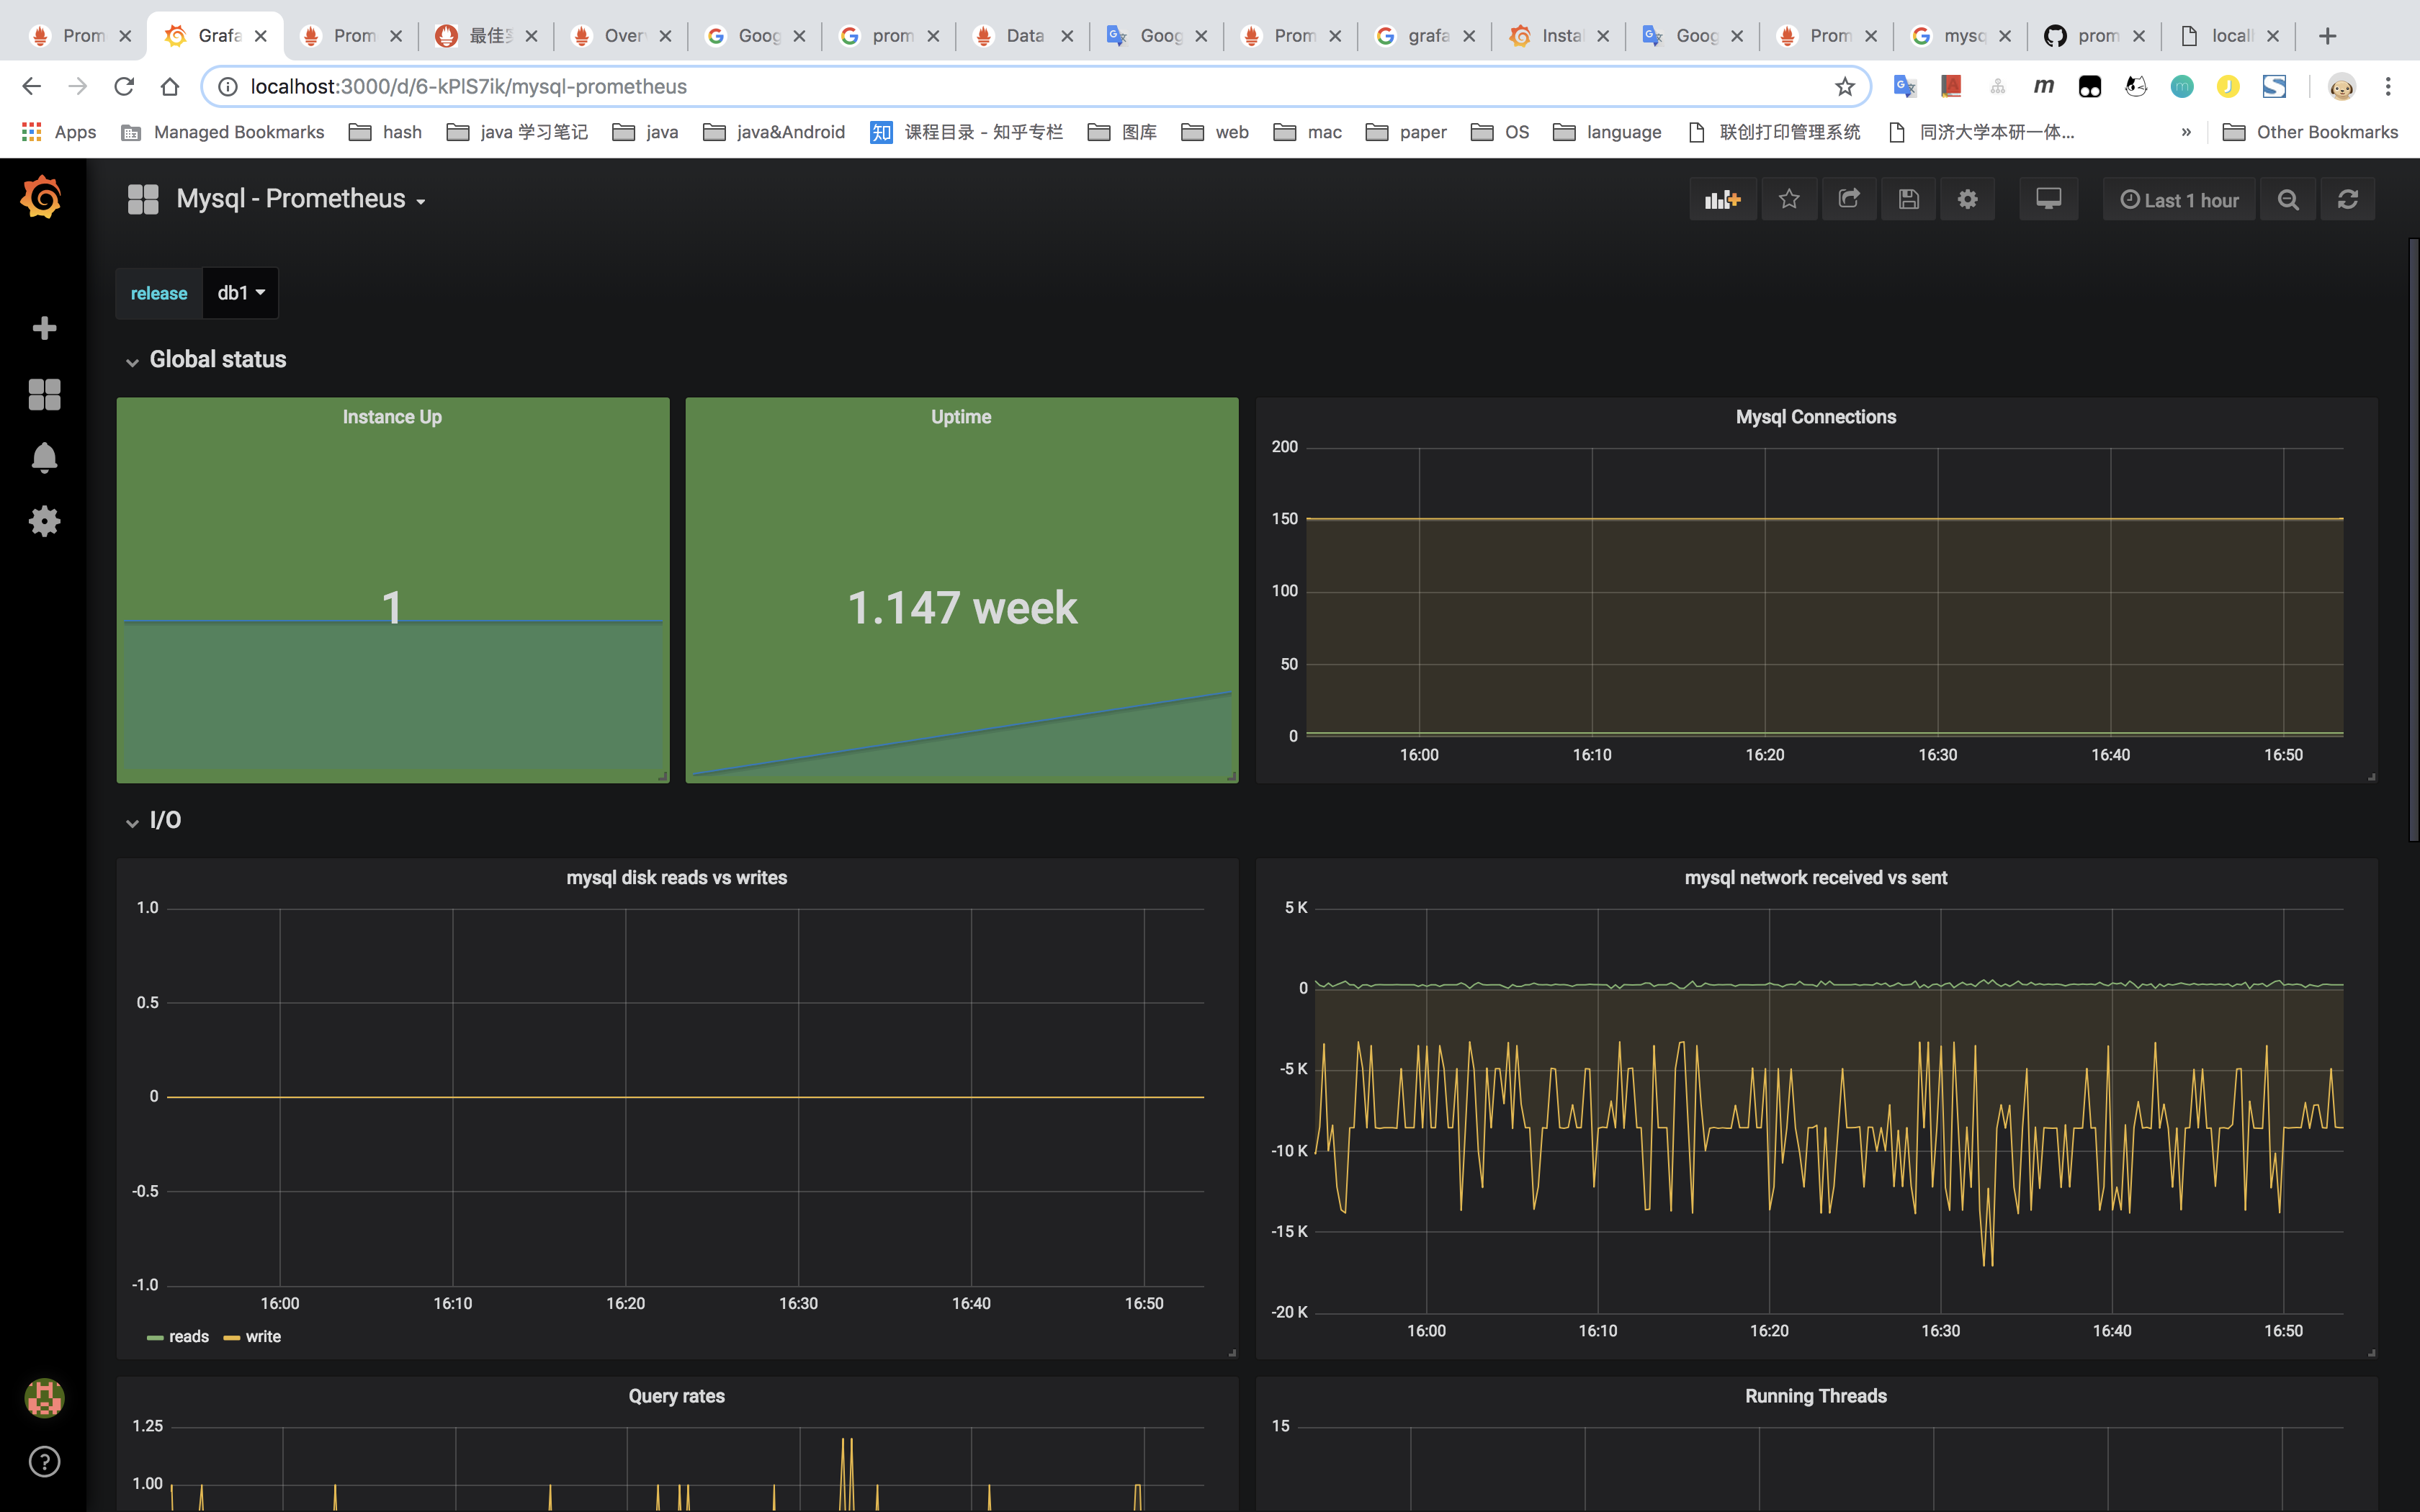 Prom Grafa Prom 最佳实 Over Goog prom Data Goog Prom grafa Instal Goog Prom mysq prom locall
localhost:3000/d/6-kPlS7ik/mysql-prometheus
Apps Managed Bookmarks hash java 学习笔记 java java&Android 知 课程目录 - 知乎专栏 图库 web mac paper OS language 联创打印管理系统 同济大学本研一体... » Other Bookmarks
Mysql - Prometheus
Last 1 hour
release db1
Global status
Instance Up
1
Uptime
1.147 week
Mysql Connections
200
150
100
50
0
16:00 16:10 16:20 16:30 16:40 16:50
I/O
mysql disk reads vs writes
1.0
0.5
0
-0.5
-1.0
16:00 16:10 16:20 16:30 16:40 16:50
reads write
mysql network received vs sent
5 K
0
-5 K
-10 K
-15 K
-20 K
16:00 16:10 16:20 16:30 16:40 16:50
Query rates
1.25
1.00
Running Threads
15